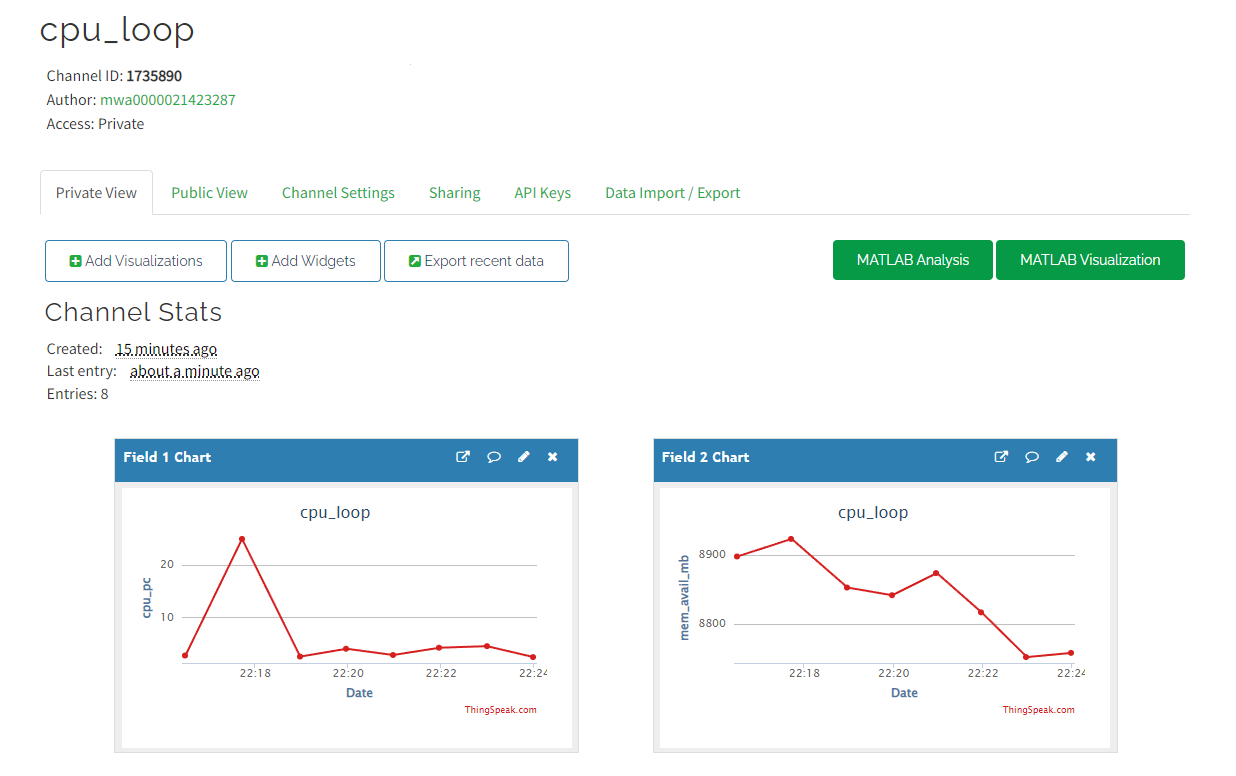 cpu_loop
Channel ID: 1735890
Author: mwa0000021423287
Access: Private
Private View Public View Channel Settings Sharing API Keys Data Import / Export
Add Visualizations Add Widgets Export recent data MATLAB Analysis MATLAB Visualization
Channel Stats
Created: 15 minutes ago
Last entry: about a minute ago
Entries: 8
Field 1 Chart
cpu_loop
cpu_pc
20
10
22:18 22:20 22:22 22:24
Date
ThingSpeak.com
Field 2 Chart
cpu_loop
mem_avail_mb
8900
8800
22:18 22:20 22:22 22:24
Date
ThingSpeak.com